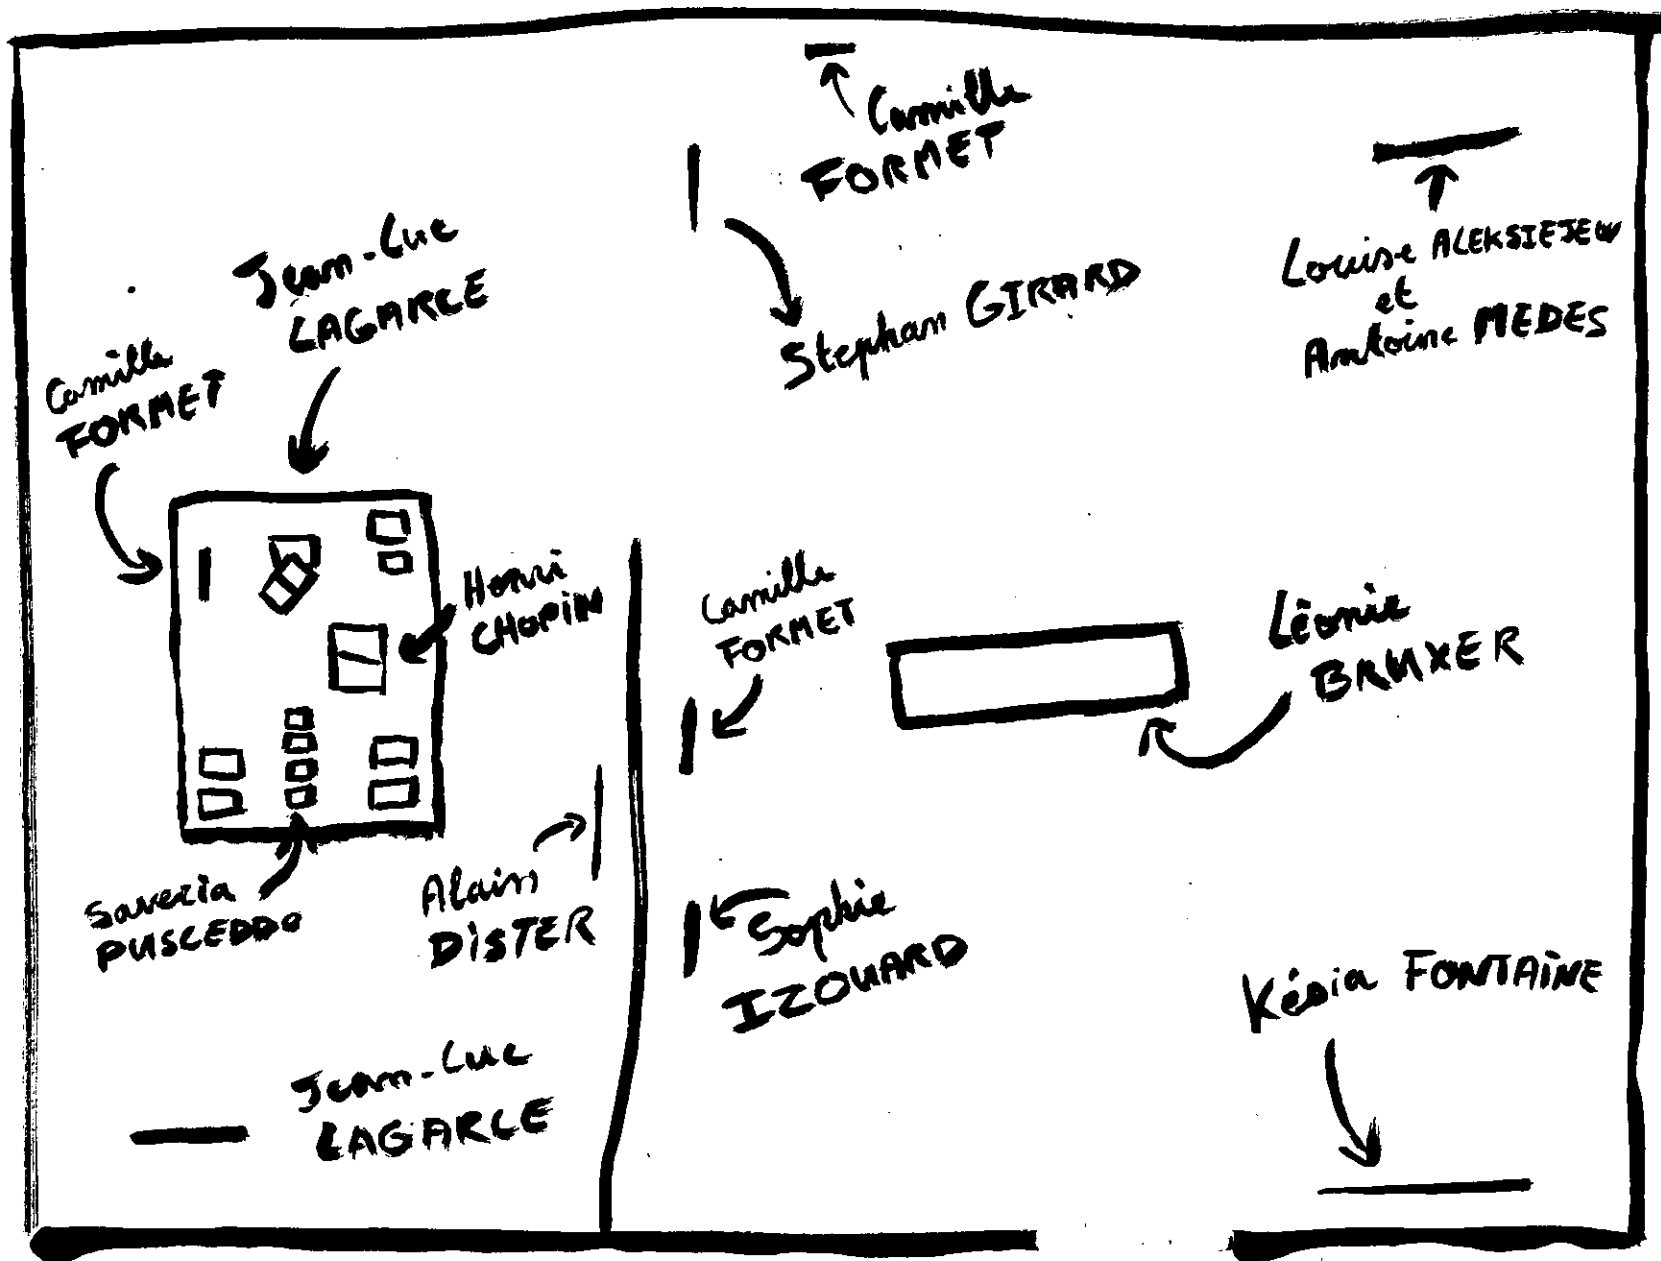 Camille
FORMET
Jean-Luc
LAGARCE
Louise ALEKSIEJEW
et
Antoine MEDES
Stephan GIRARD
Camille
FORMET
Henri
CHOPIN
Camille
FORMET
Léonie
BRUXER
Saveria
PUSCEDDO
Alain
DISTER
Sophie
IZOUARD
Késia FONTAINE
Jean-Luc
LAGARCE